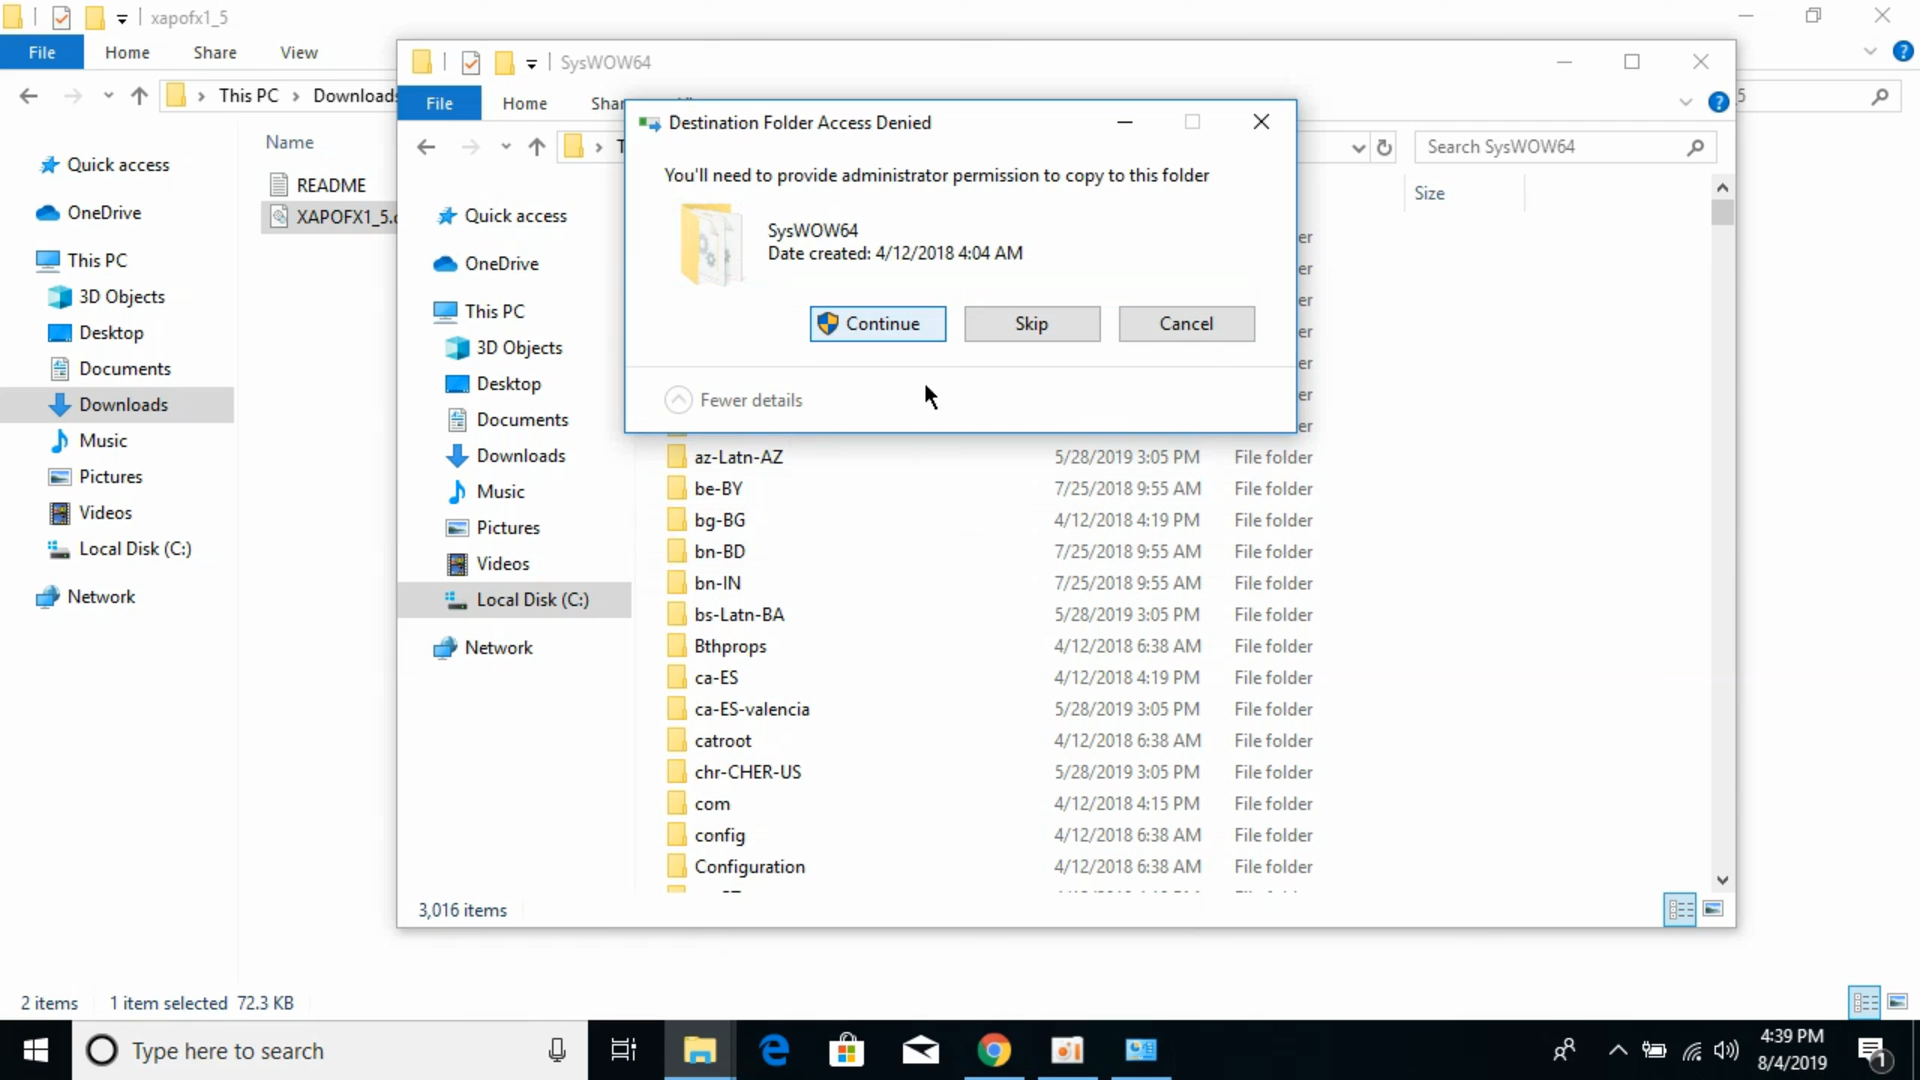 xapofx1_5
File Home Share View
This PC > Downloads
5
Name
README
XAPOFX1_5.
Quick access
OneDrive
This PC
3D Objects
Desktop
Documents
Downloads
Music
Pictures
Videos
Local Disk (C:)
Network
2 items 1 item selected 72.3 KB
SysWOW64
File Home
Search SysWOW64
Size
Quick access
OneDrive
This PC
3D Objects
Desktop
Documents
Downloads
Music
Pictures
Videos
Local Disk (C:)
Network
Destination Folder Access Denied
You'll need to provide administrator permission to copy to this folder
SysWOW64
Date created: 4/12/2018 4:04 AM
Continue Skip Cancel
Fewer details
er
er
er
er
er
er
er
az-Latn-AZ 5/28/2019 3:05 PM File folder
be-BY 7/25/2018 9:55 AM File folder
bg-BG 4/12/2018 4:19 PM File folder
bn-BD 7/25/2018 9:55 AM File folder
bn-IN 7/25/2018 9:55 AM File folder
bs-Latn-BA 5/28/2019 3:05 PM File folder
Bthprops 4/12/2018 6:38 AM File folder
ca-ES 4/12/2018 4:19 PM File folder
ca-ES-valencia 5/28/2019 3:05 PM File folder
catroot 4/12/2018 6:38 AM File folder
chr-CHER-US 5/28/2019 3:05 PM File folder
com 4/12/2018 4:15 PM File folder
config 4/12/2018 6:38 AM File folder
Configuration 4/12/2018 6:38 AM File folder
3,016 items
Type here to search
4:39 PM
8/4/2019
1